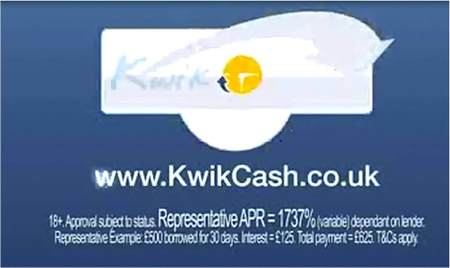 Kwik
www.KwikCash.co.uk
18+. Approval subject to status. Representative APR = 1737% (variable) dependant on lender.
Representative Example: £500 borrowed for 30 days. Interest = £125. Total payment = £625. T&Cs apply.